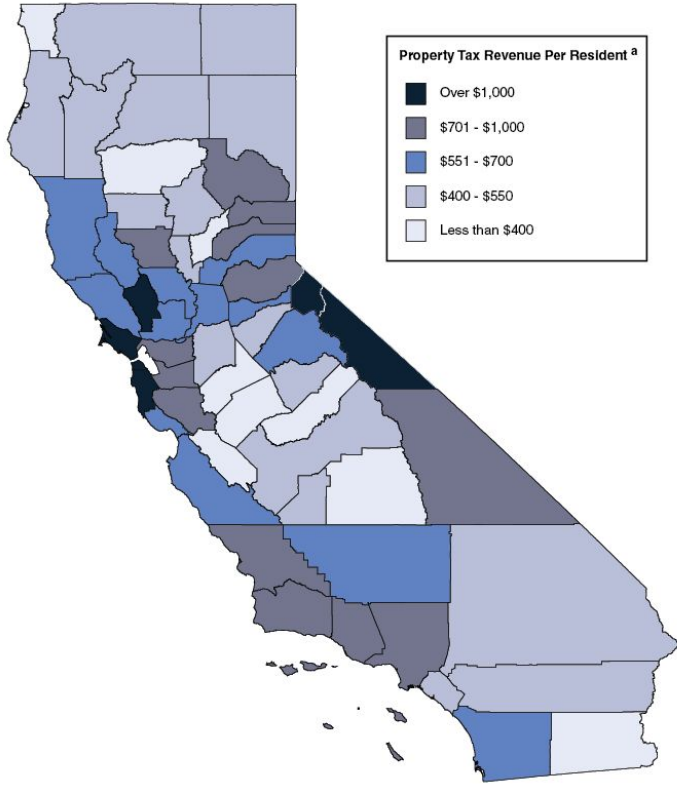 Property Tax Revenue Per Resident a
Over $1,000
$701 - $1,000
$551 - $700
$400 - $550
Less than $400